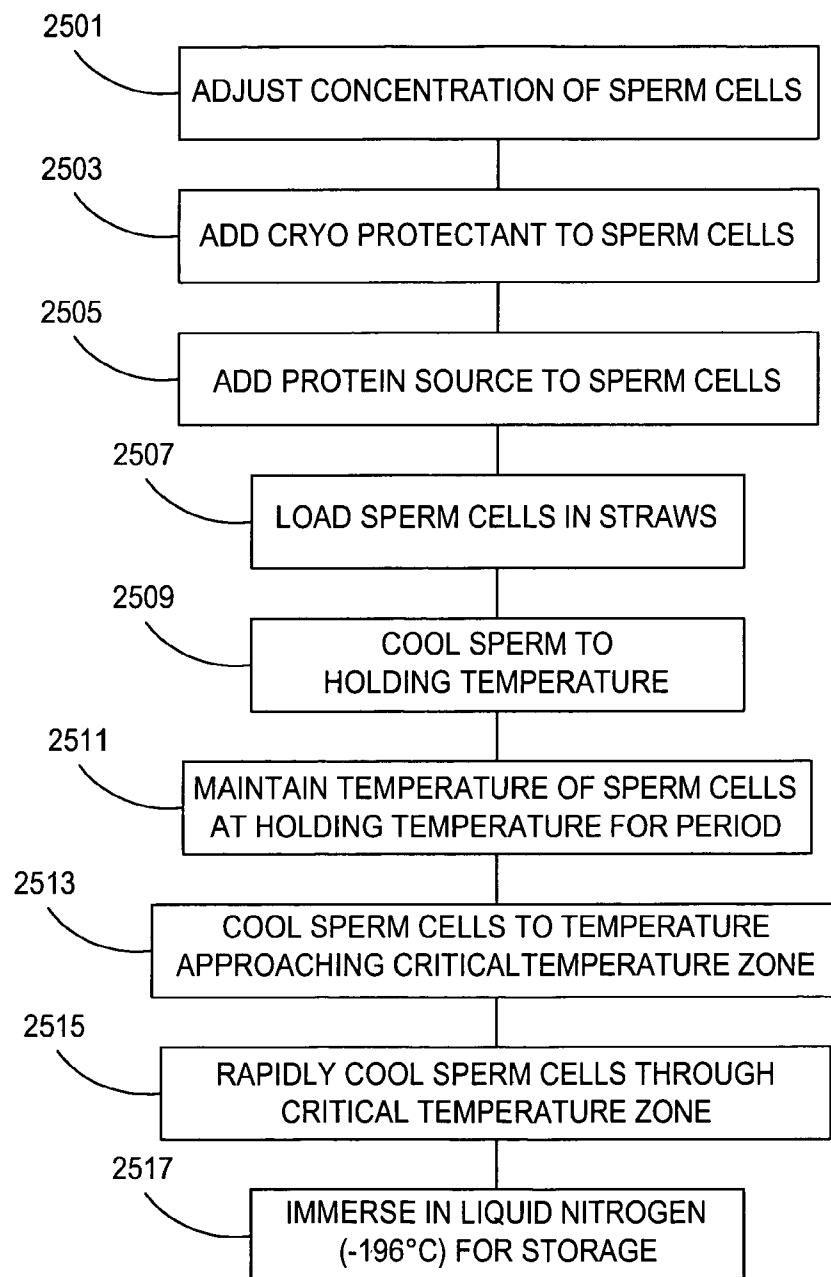 2501
ADJUST CONCENTRATION OF SPERM CELLS
2503
ADD CRYO PROTECTANT TO SPERM CELLS
2505
ADD PROTEIN SOURCE TO SPERM CELLS
2507
LOAD SPERM CELLS IN STRAWS
2509
COOL SPERM TO
HOLDING TEMPERATURE
2511
MAINTAIN TEMPERATURE OF SPERM CELLS
AT HOLDING TEMPERATURE FOR PERIOD
2513
COOL SPERM CELLS TO TEMPERATURE
APPROACHING CRITICALTEMPERATURE ZONE
2515
RAPIDLY COOL SPERM CELLS THROUGH
CRITICAL TEMPERATURE ZONE
2517
IMMERSE IN LIQUID NITROGEN
(-196°C) FOR STORAGE